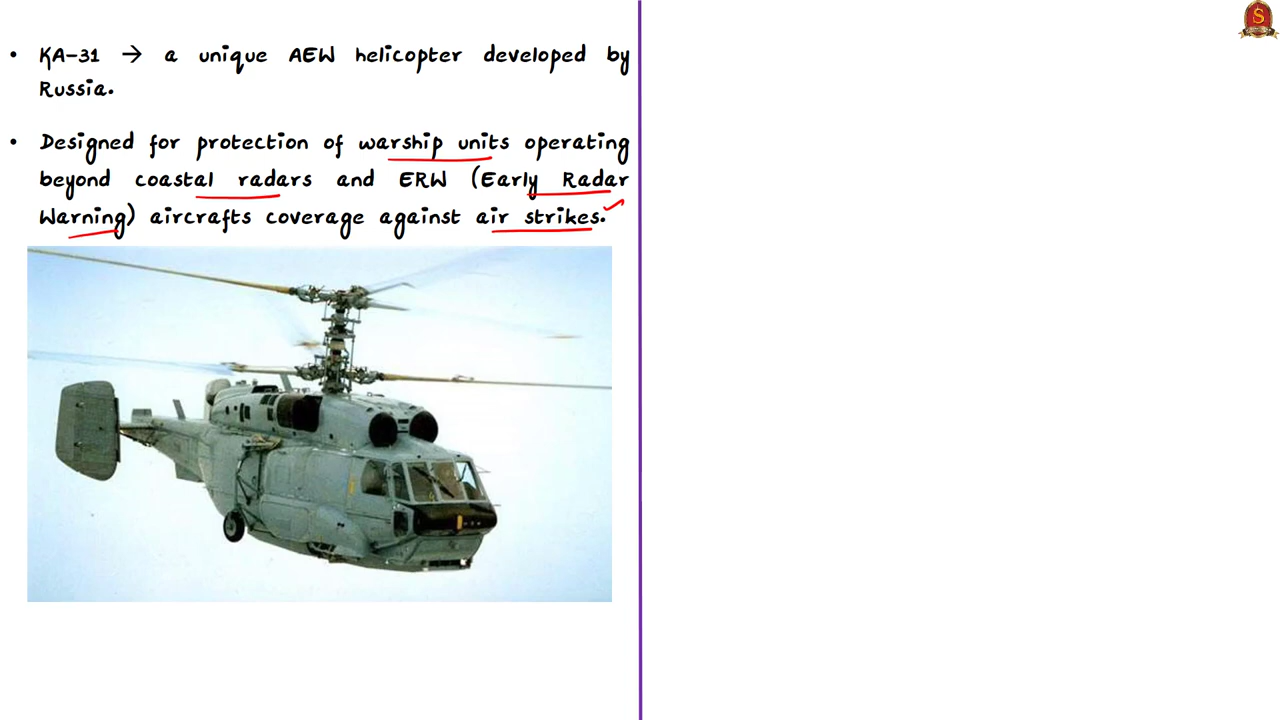 • KA-31 → a unique AEW helicopter developed by
Russia.
• Designed for protection of warship units operating
beyond coastal radars and ERW (Early Radar
Warning) aircrafts coverage against air strikes.
S